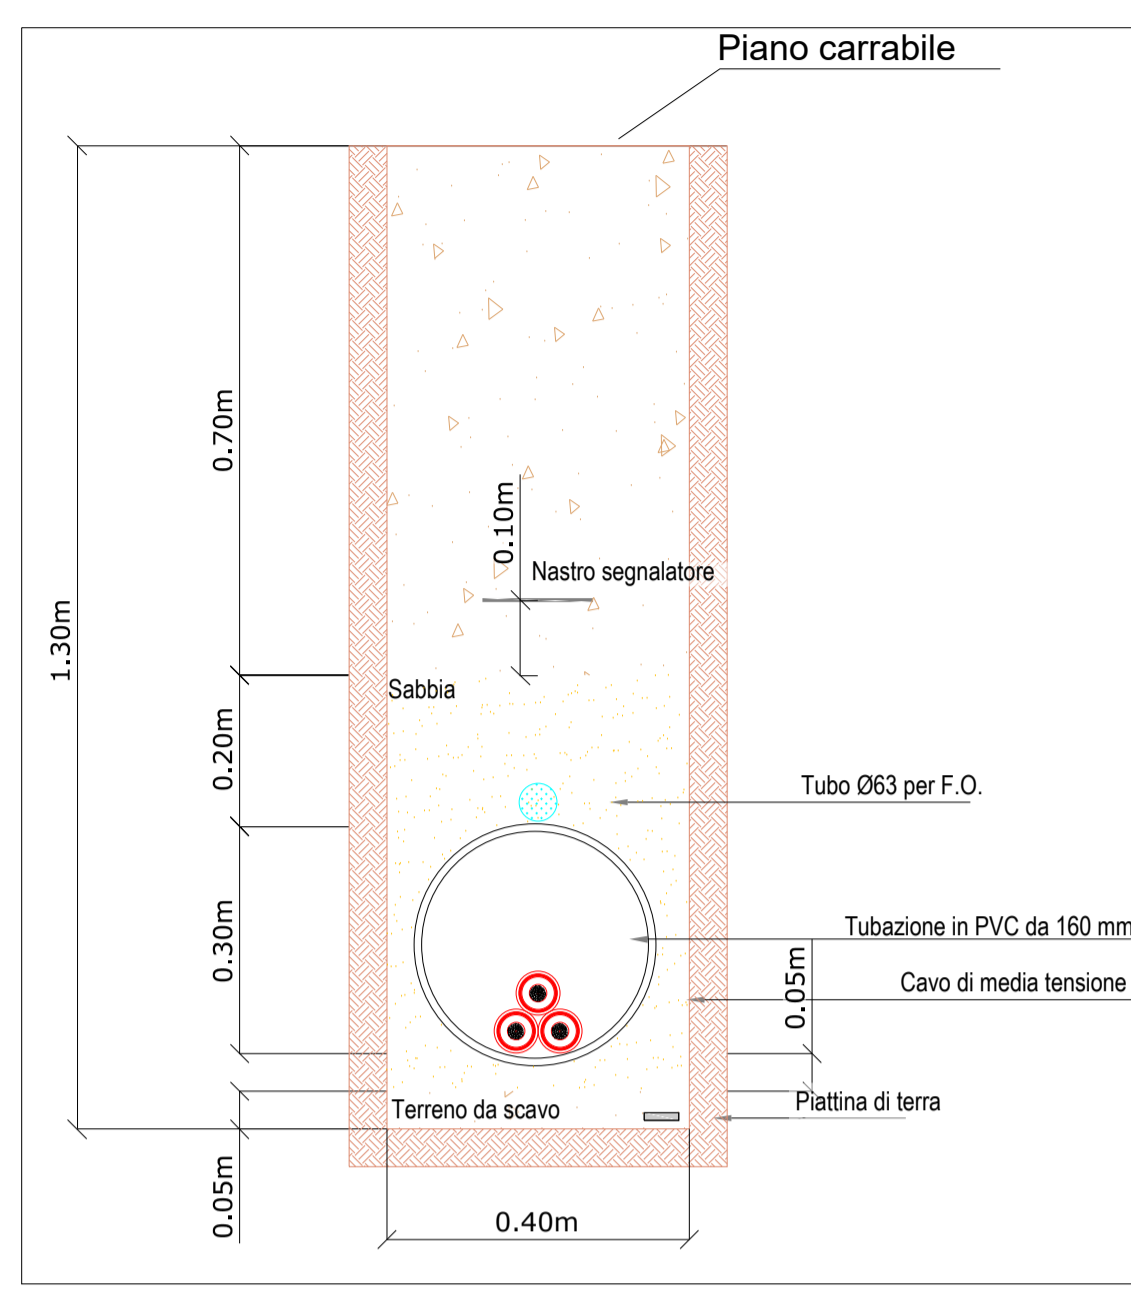 Piano carrabile
0.70m
0.10m
Nastro segnalatore
1.30m
Sabbia
0.20m
Tubo Ø63 per F.O.
0.30m
Tubazione in PVC da 160 mm
0.05m
Cavo di media tensione
Terreno da scavo
Piattina di terra
0.05m
0.40m